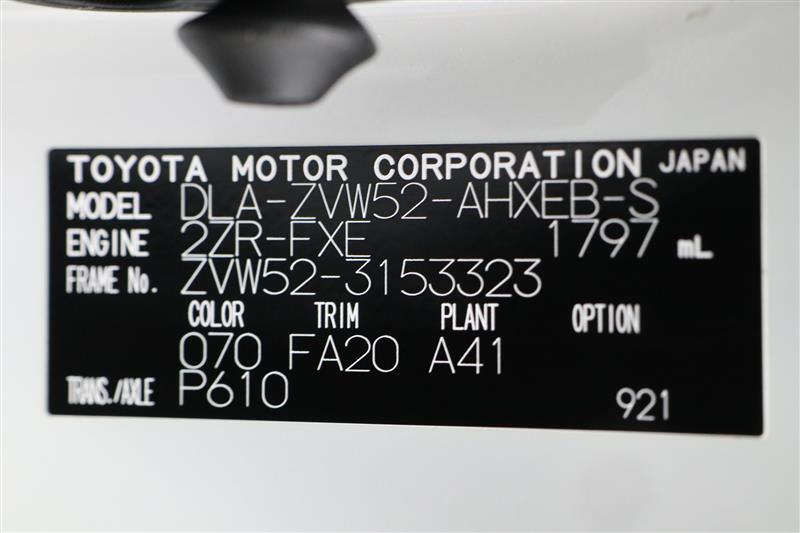 TOYOTA MOTOR CORPORATION JAPAN
MODEL DLA-ZVW52-AHXEB-S
ENGINE 2ZR-FXE 1797 mL
FRAME No. ZVW52-3153323
COLOR TRIM PLANT OPTION
070 FA20 A41
TRANS./AXLE P610 921